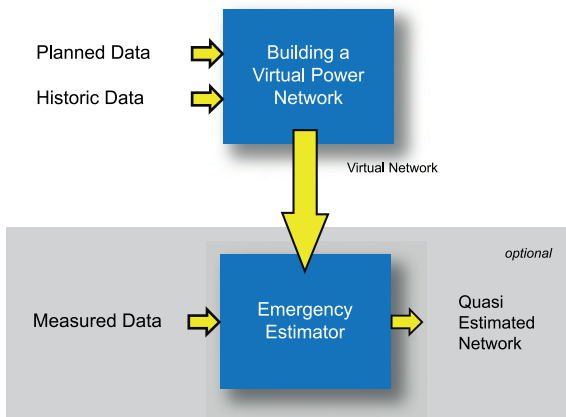 Planned Data
Historic Data
Building a
Virtual Power
Network
Virtual Network
optional
Measured Data
Emergency
Estimator
Quasi
Estimated
Network